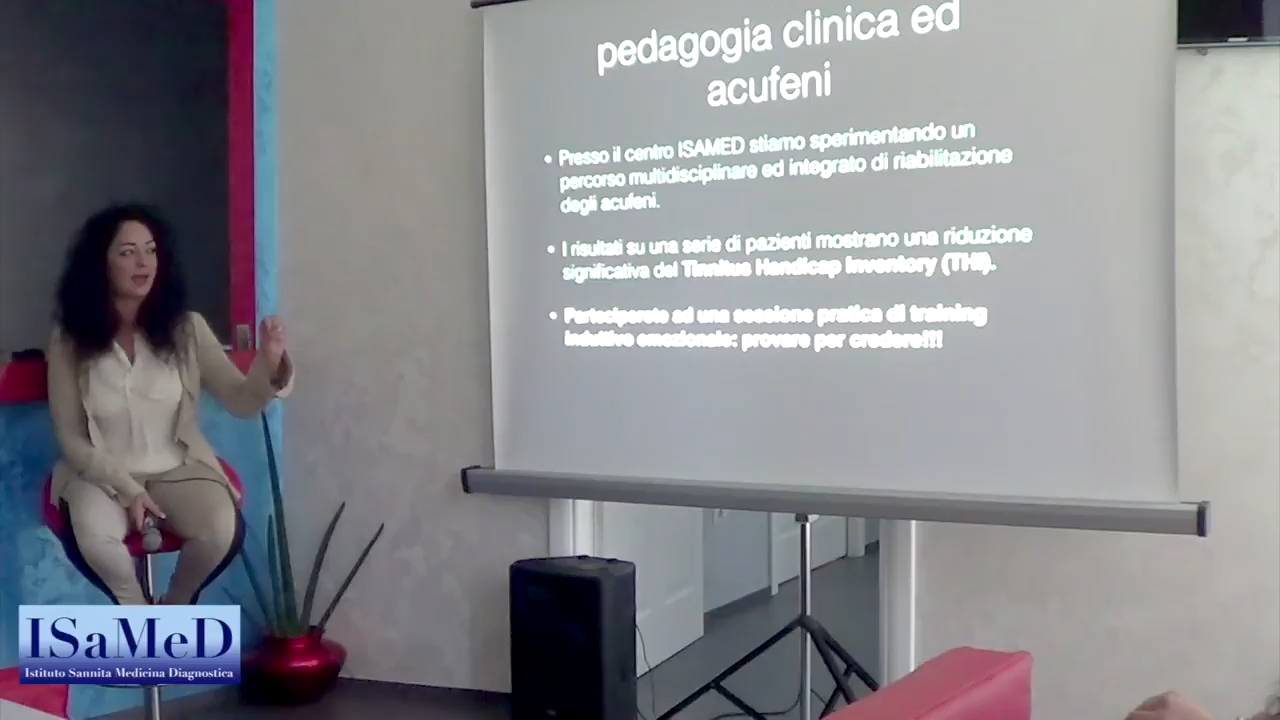 pedagogia clinica ed
acufeni
• Presso il centro ISAMED stiamo sperimentando un
percorso multidisciplinare ed integrato di riabilitazione
degli acufeni.
• I risultati su una serie di pazienti mostrano una riduzione
significativa del Tinnitus Handicap Inventory (THI).
• Parteciperete ad una sessione pratica di training
induttivo emozionale: provare per credere!!!
ISaMeD
Istituto Sannita Medicina Diagnostica